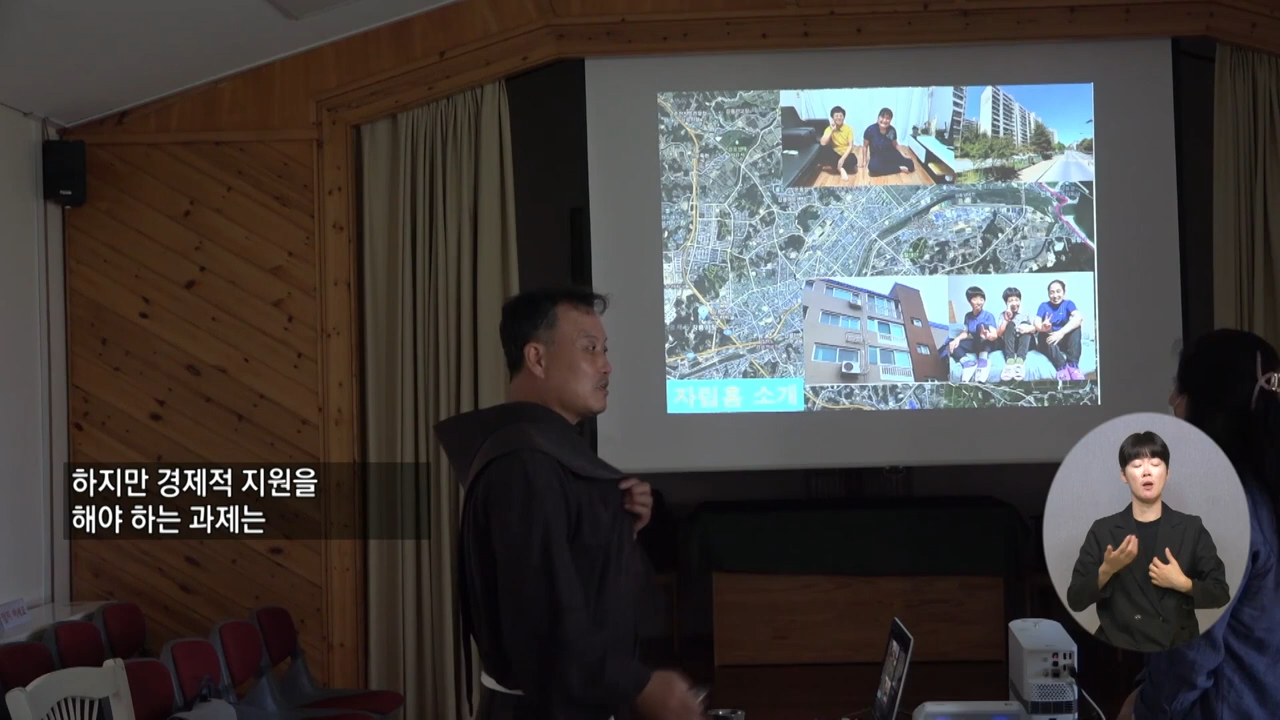 자립홈 소개
하지만 경제적 지원을
해야 하는 과제는